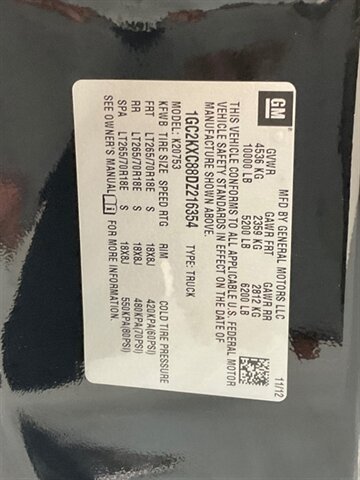 GM
MFD BY GENERAL MOTORS LLC 11/12
GVWR GAWR FRT GAWR RR
4536 KG 2359 KG 2812 KG
10000 LB 5200 LB 6200 LB
THIS VEHICLE CONFORMS TO ALL APPLICABLE U.S. FEDERAL MOTOR
VEHICLE SAFETY STANDARDS IN EFFECT ON THE DATE OF
MANUFACTURE SHOWN ABOVE.
1GC2KXC88DZ216354 TYPE: TRUCK
MODEL: K20753
KFWB TIRE SIZE SPEED RTG RIM COLD TIRE PRESSURE
FRT LT265/70R18E S 18X8J 420KPA(60PSI)
RR LT265/70R18E S 18X8J 480KPA(70PSI)
SPA LT265/70R18E S 18X8J 550KPA(80PSI)
SEE OWNER'S MANUAL